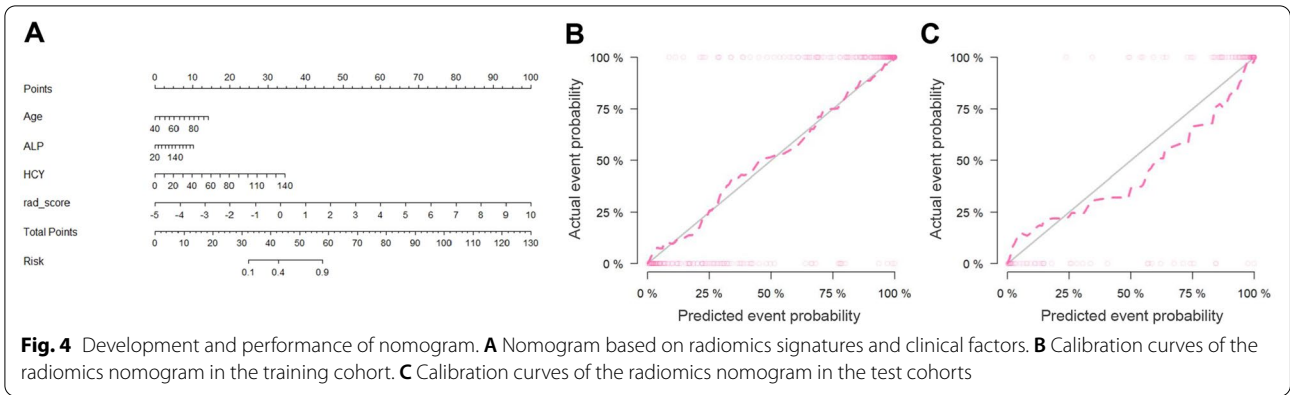 A
B
C
Points
0 10 20 30 40 50 60 70 80 90 100
Age
40 60 80
ALP
20 140
HCY
0 20 40 60 80 110 140
rad_score
-5 -4 -3 -2 -1 0 1 2 3 4 5 6 7 8 9 10
Total Points
0 10 20 30 40 50 60 70 80 90 100 110 120 130
Risk
0.1 0.4 0.9
Actual event probability
100 %
75 %
50 %
25 %
0 %
0 % 25 % 50 % 75 % 100 %
Predicted event probability
Actual event probability
100 %
75 %
50 %
25 %
0 %
0 % 25 % 50 % 75 % 100 %
Predicted event probability
Fig. 4 Development and performance of nomogram. A Nomogram based on radiomics signatures and clinical factors. B Calibration curves of the
radiomics nomogram in the training cohort. C Calibration curves of the radiomics nomogram in the test cohorts